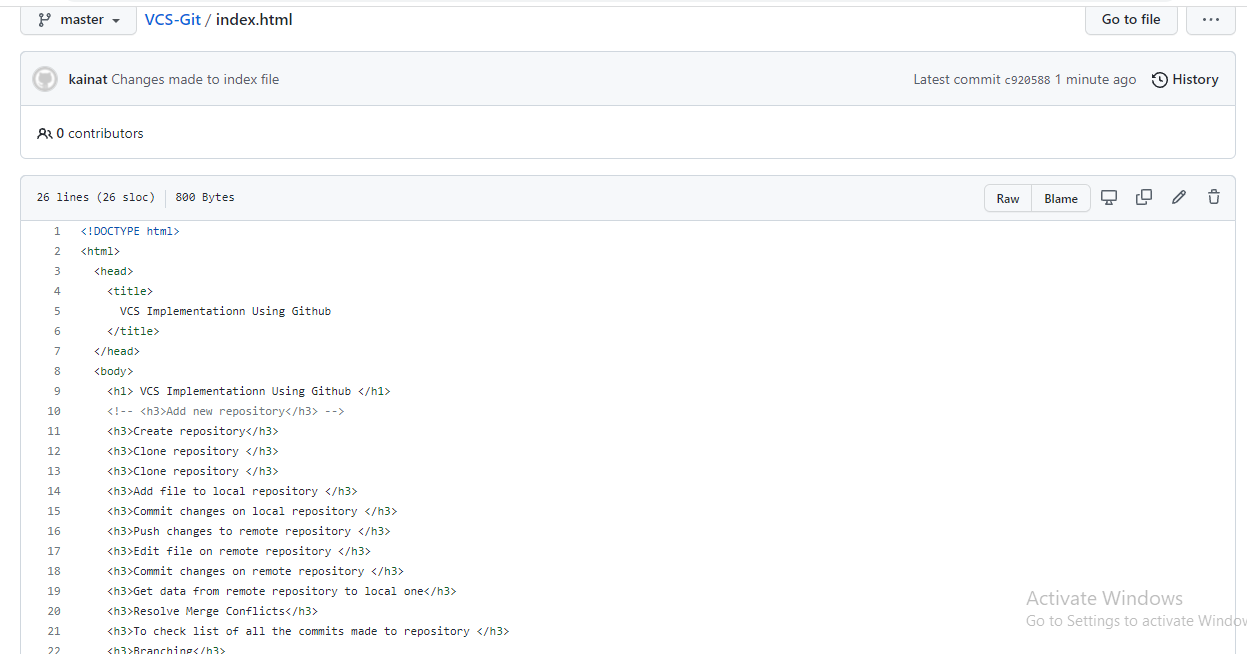 master VCS-Git / index.html Go to file ...
kainat Changes made to index file Latest commit c920588 1 minute ago History
0 contributors
26 lines (26 sloc) 800 Bytes Raw Blame
1 <!DOCTYPE html>
2 <html>
3 <head>
4 <title>
5 VCS Implementationn Using Github
6 </title>
7 </head>
8 <body>
9 <h1> VCS Implementationn Using Github </h1>
10 <!-- <h3>Add new repository</h3> -->
11 <h3>Create repository</h3>
12 <h3>Clone repository </h3>
13 <h3>Clone repository </h3>
14 <h3>Add file to local repository </h3>
15 <h3>Commit changes on local repository </h3>
16 <h3>Push changes to remote repository </h3>
17 <h3>Edit file on remote repository </h3>
18 <h3>Commit changes on remote repository </h3>
19 <h3>Get data from remote repository to local one</h3>
20 <h3>Resolve Merge Conflicts</h3>
21 <h3>To check list of all the commits made to repository </h3>
22 <h3>Branching</h3>
Activate Windows
Go to Settings to activate Window